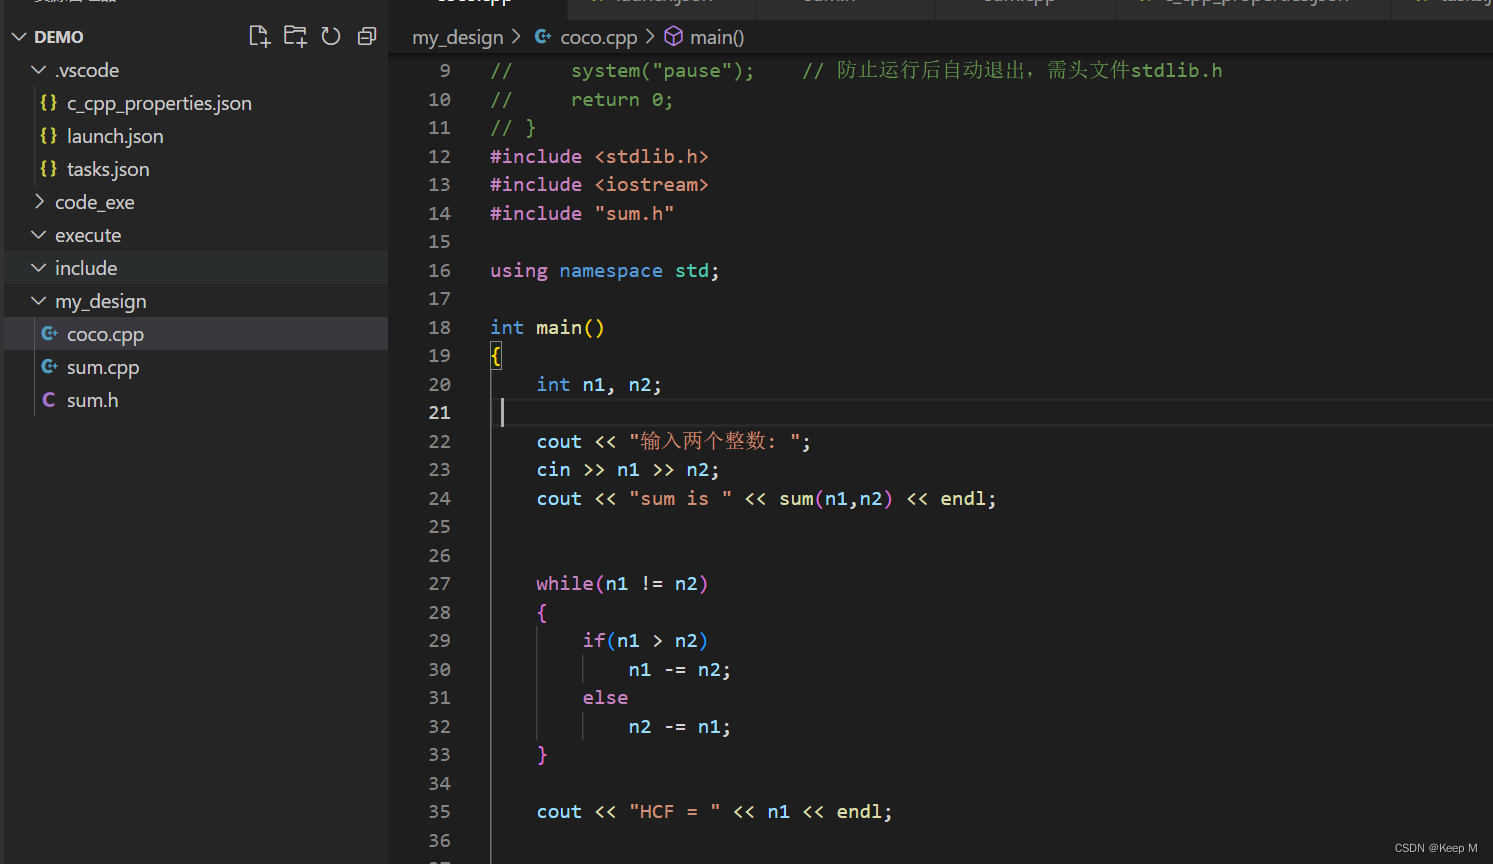 DEMO
.vscode
{} c_cpp_properties.json
{} launch.json
{} tasks.json
code_exe
execute
include
my_design
C++ coco.cpp
C++ sum.cpp
C sum.h
my_design > C++ coco.cpp > main()
9 //     system("pause");    // 防止运行后自动退出，需头文件stdlib.h
10 //     return 0;
11 // }
12 #include <stdlib.h>
13 #include <iostream>
14 #include "sum.h"
15
16 using namespace std;
17
18 int main()
19 {
20     int n1, n2;
21
22     cout << "输入两个整数: ";
23     cin >> n1 >> n2;
24     cout << "sum is " << sum(n1,n2) << endl;
25
26
27     while(n1 != n2)
28     {
29         if(n1 > n2)
30             n1 -= n2;
31         else
32             n2 -= n1;
33     }
34
35     cout << "HCF = " << n1 << endl;
36
CSDN @Keep M